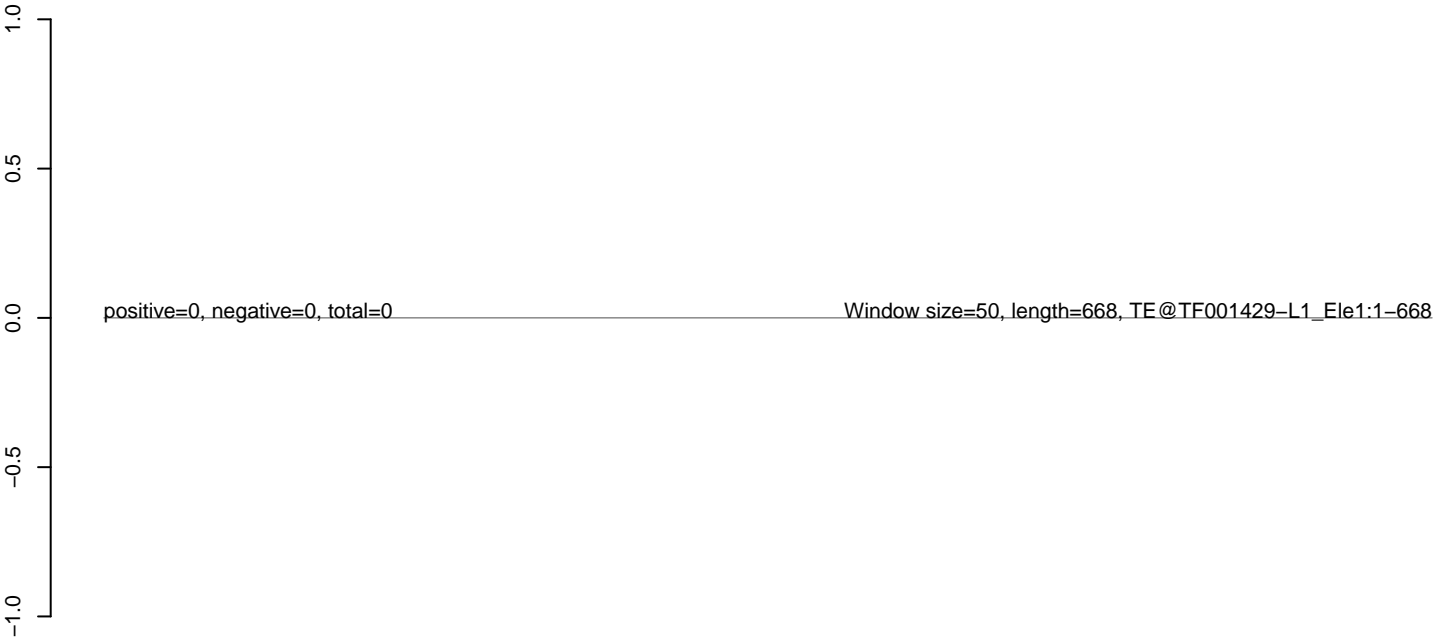 1.0
0.5
0.0
positive=0, negative=0, total=0
Window size=50, length=668, TE@TF001429−L1_Ele1:1−668
−0.5
−1.0